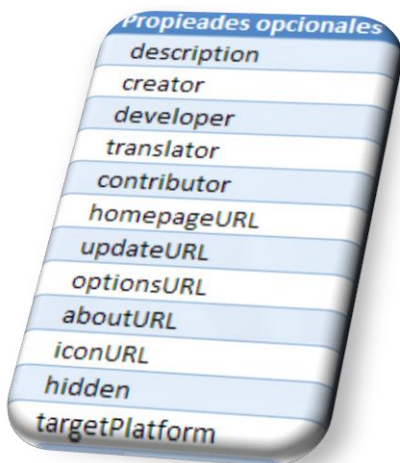 Propieades opcionales
description
creator
developer
translator
contributor
homepageURL
updateURL
optionsURL
aboutURL
iconURL
hidden
targetPlatform